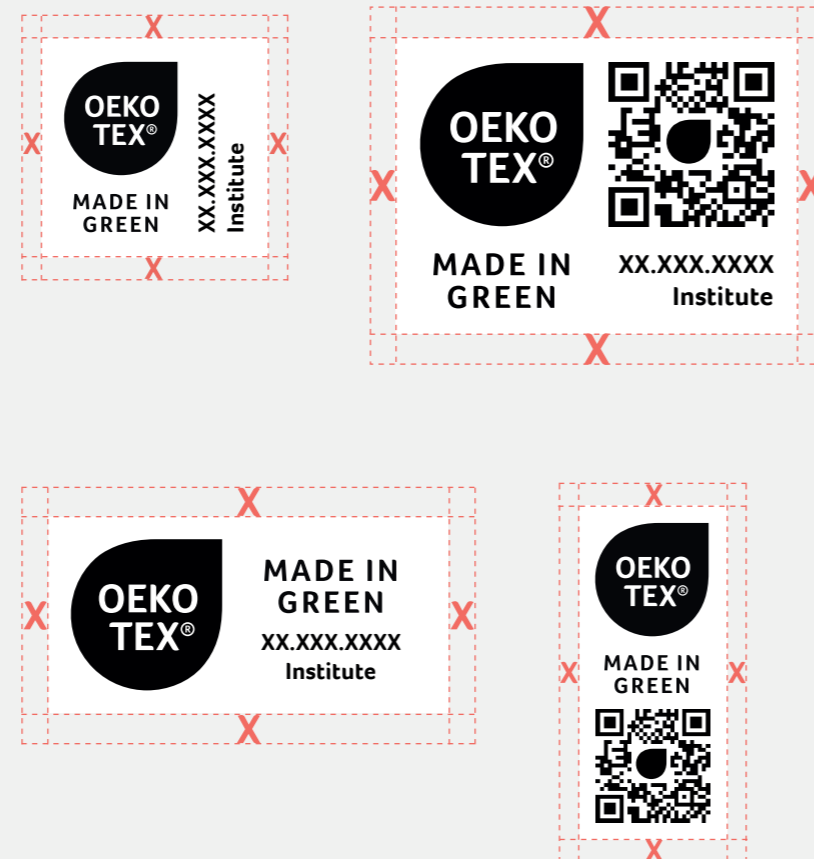 X
X
OEKO
TEX®
MADE IN
GREEN
XX.XXX.XXXX
Institute
X
X
X
X
OEKO
TEX®
MADE IN
GREEN
XX.XXX.XXXX
Institute
X
X
X
X
OEKO
TEX®
MADE IN
GREEN
XX.XXX.XXXX
Institute
X
X
X
X
OEKO
TEX®
MADE IN
GREEN
X
X